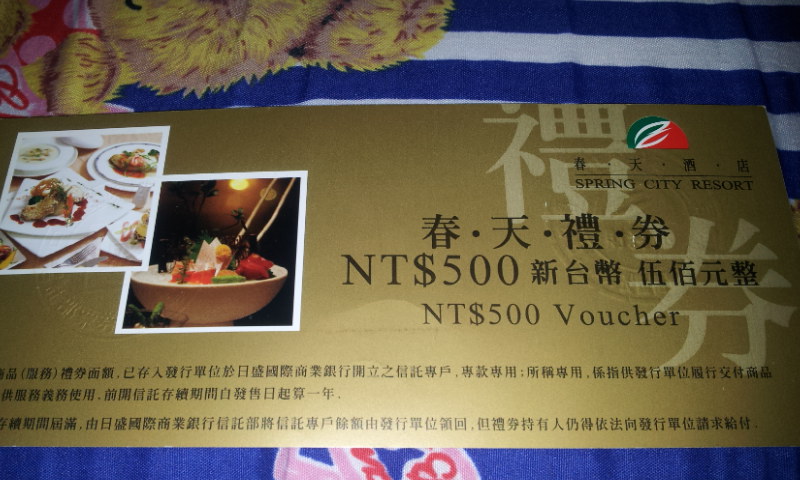 禮券
春・天・酒・店
SPRING CITY RESORT
春・天・禮・券
NT$500 新台幣 伍佰元整
NT$500 Voucher
商品(服務)禮券面額,已存入發行單位於日盛國際商業銀行開立之信託專戶,專款專用;所稱專用,係指供發行單位履行交付商品
供服務義務使用,前開信託存續期間自發售日起算一年.
存續期間屆滿,由日盛國際商業銀行信託部將信託專戶餘額由發行單位領回,但禮券持有人仍得依法向發行單位請求給付.